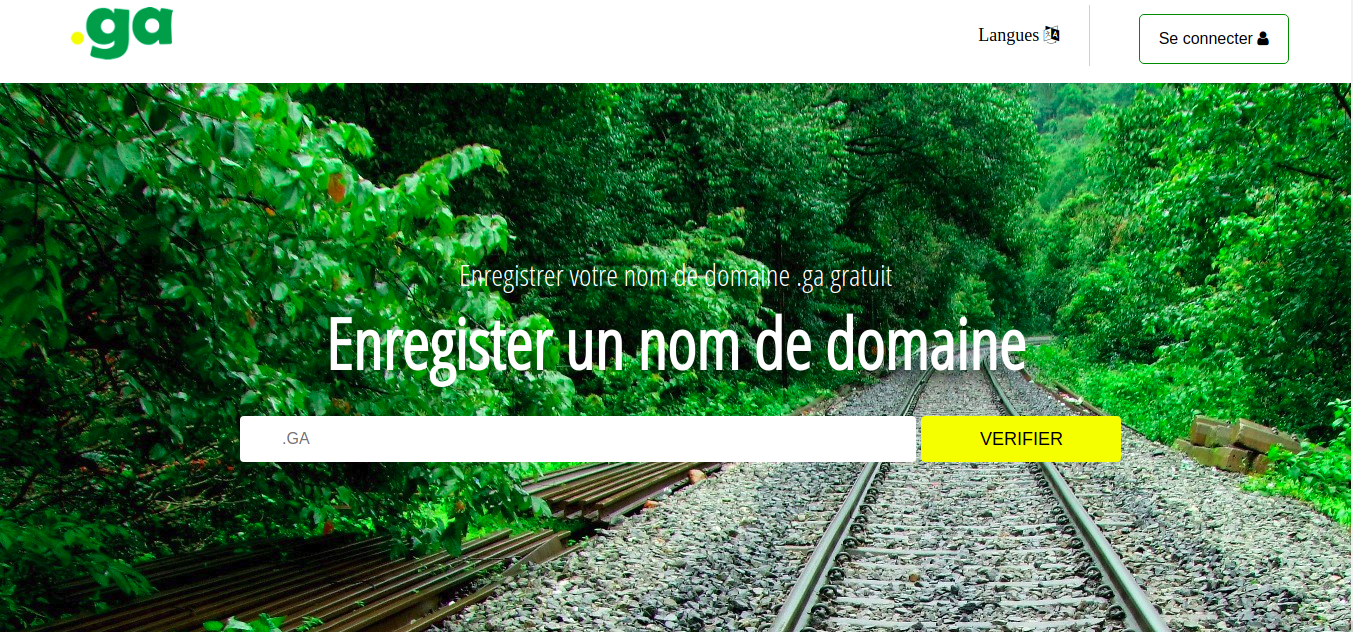 .ga
Langues
Se connecter
Enregistrer votre nom de domaine .ga gratuit
Enregister un nom de domaine
.GA
VERIFIER